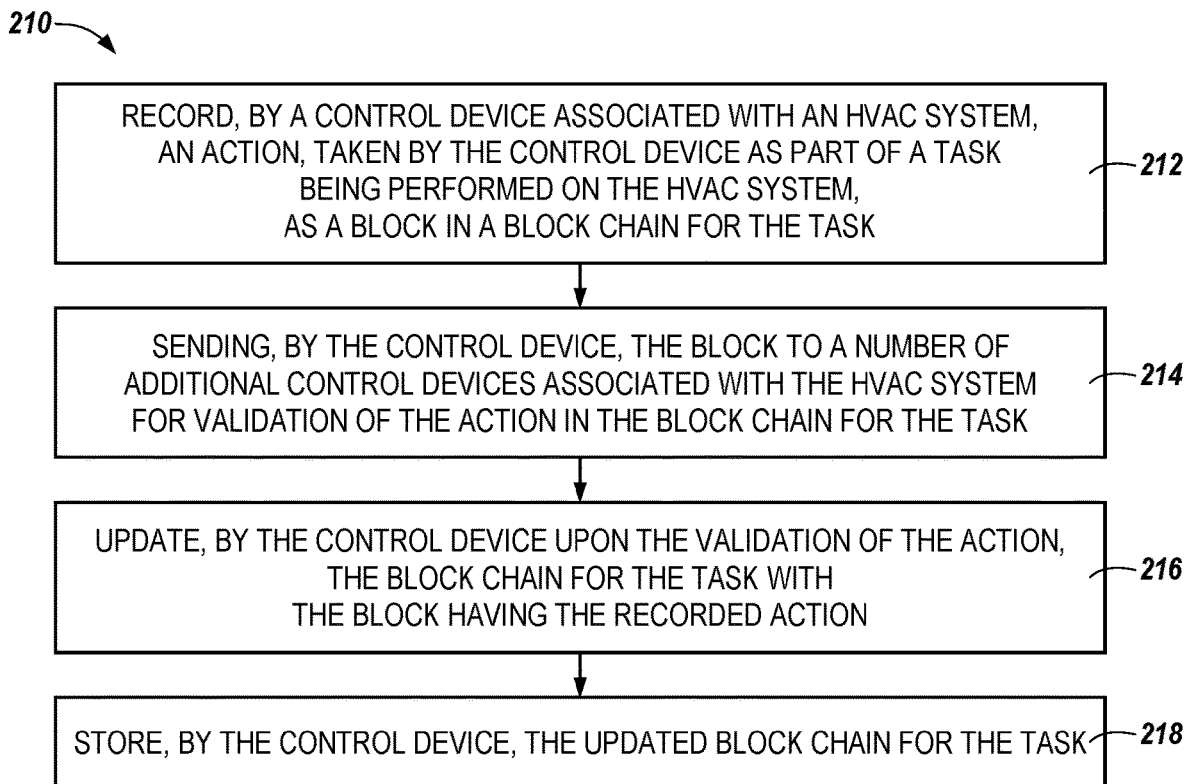 210
RECORD, BY A CONTROL DEVICE ASSOCIATED WITH AN HVAC SYSTEM,
AN ACTION, TAKEN BY THE CONTROL DEVICE AS PART OF A TASK
BEING PERFORMED ON THE HVAC SYSTEM,
AS A BLOCK IN A BLOCK CHAIN FOR THE TASK
212
SENDING, BY THE CONTROL DEVICE, THE BLOCK TO A NUMBER OF
ADDITIONAL CONTROL DEVICES ASSOCIATED WITH THE HVAC SYSTEM
FOR VALIDATION OF THE ACTION IN THE BLOCK CHAIN FOR THE TASK
214
UPDATE, BY THE CONTROL DEVICE UPON THE VALIDATION OF THE ACTION,
THE BLOCK CHAIN FOR THE TASK WITH
THE BLOCK HAVING THE RECORDED ACTION
216
STORE, BY THE CONTROL DEVICE, THE UPDATED BLOCK CHAIN FOR THE TASK
218